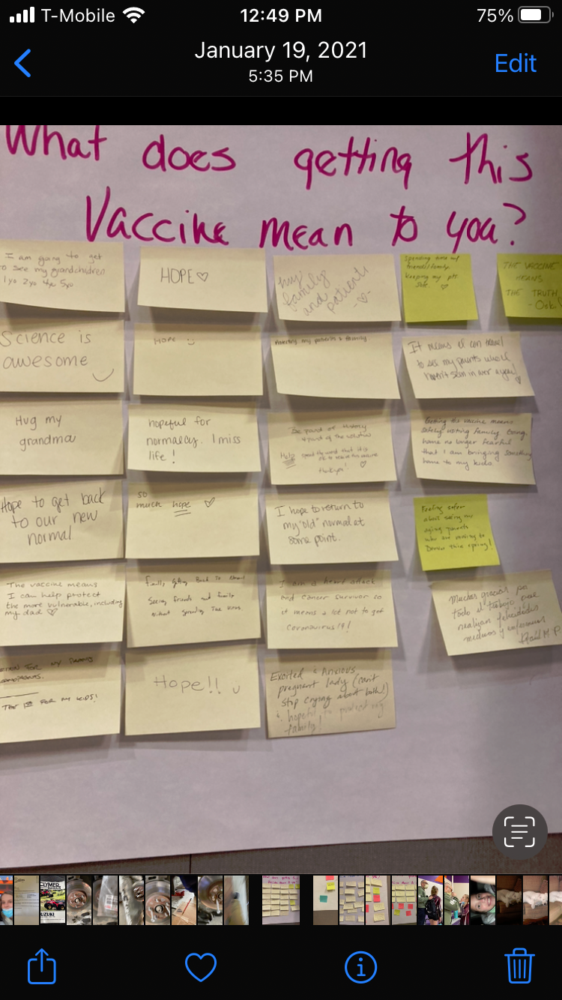 T-Mobile 12:49 PM 75%
January 19, 2021
5:35 PM
Edit
What does getting this
Vaccine mean to you?
I am going to get
to see my grandchildren
1yo 2yo 4yo 5yo
HOPE♡
my family
and patients
-♡-
Spending time w/
friends/family.
Keeping my pts
safe. ♡
THE VACCINE
MEANS
THE TRUTH
Science is
awesome
HOPE
Protecting my patients & family
It means I can travel
to see my parents who I
haven't seen in over a year!
Hug my
grandma
hopeful for
normalcy. I miss
life!
Be part of history
& part of the solution
Help spread the word that it is
ok to receive this vaccine
thank you! ♡
Getting the vaccine means
safely visiting family & being
home no longer fearful
that I am bringing something
home to my kids.
Hope to get back
to our new
normal
so
much hope ♡
I hope to return to
my "old" normal at
some point.
Feeling safer
about seeing my
aging parents
who are moving to
Denver this spring!
The vaccine means
I can help protect
the more vulnerable, including
my dad ♡
finally, getting Back to Normal
Seeing friends and family
without spreading the virus.
I am a heart attack
and cancer survivor so
it means a lot not to get
Coronavirus 19!
Muchas gracias por
todo el trabajo que
realizan felicidades
medicos y enfermeras
FOR MY
THE FOR MY KIDS!
Hope!!
Excited & Anxious
pregnant lady (can't
stop crying about both!)
& hopeful to protect my
family!
CLYMER
SUZUKI